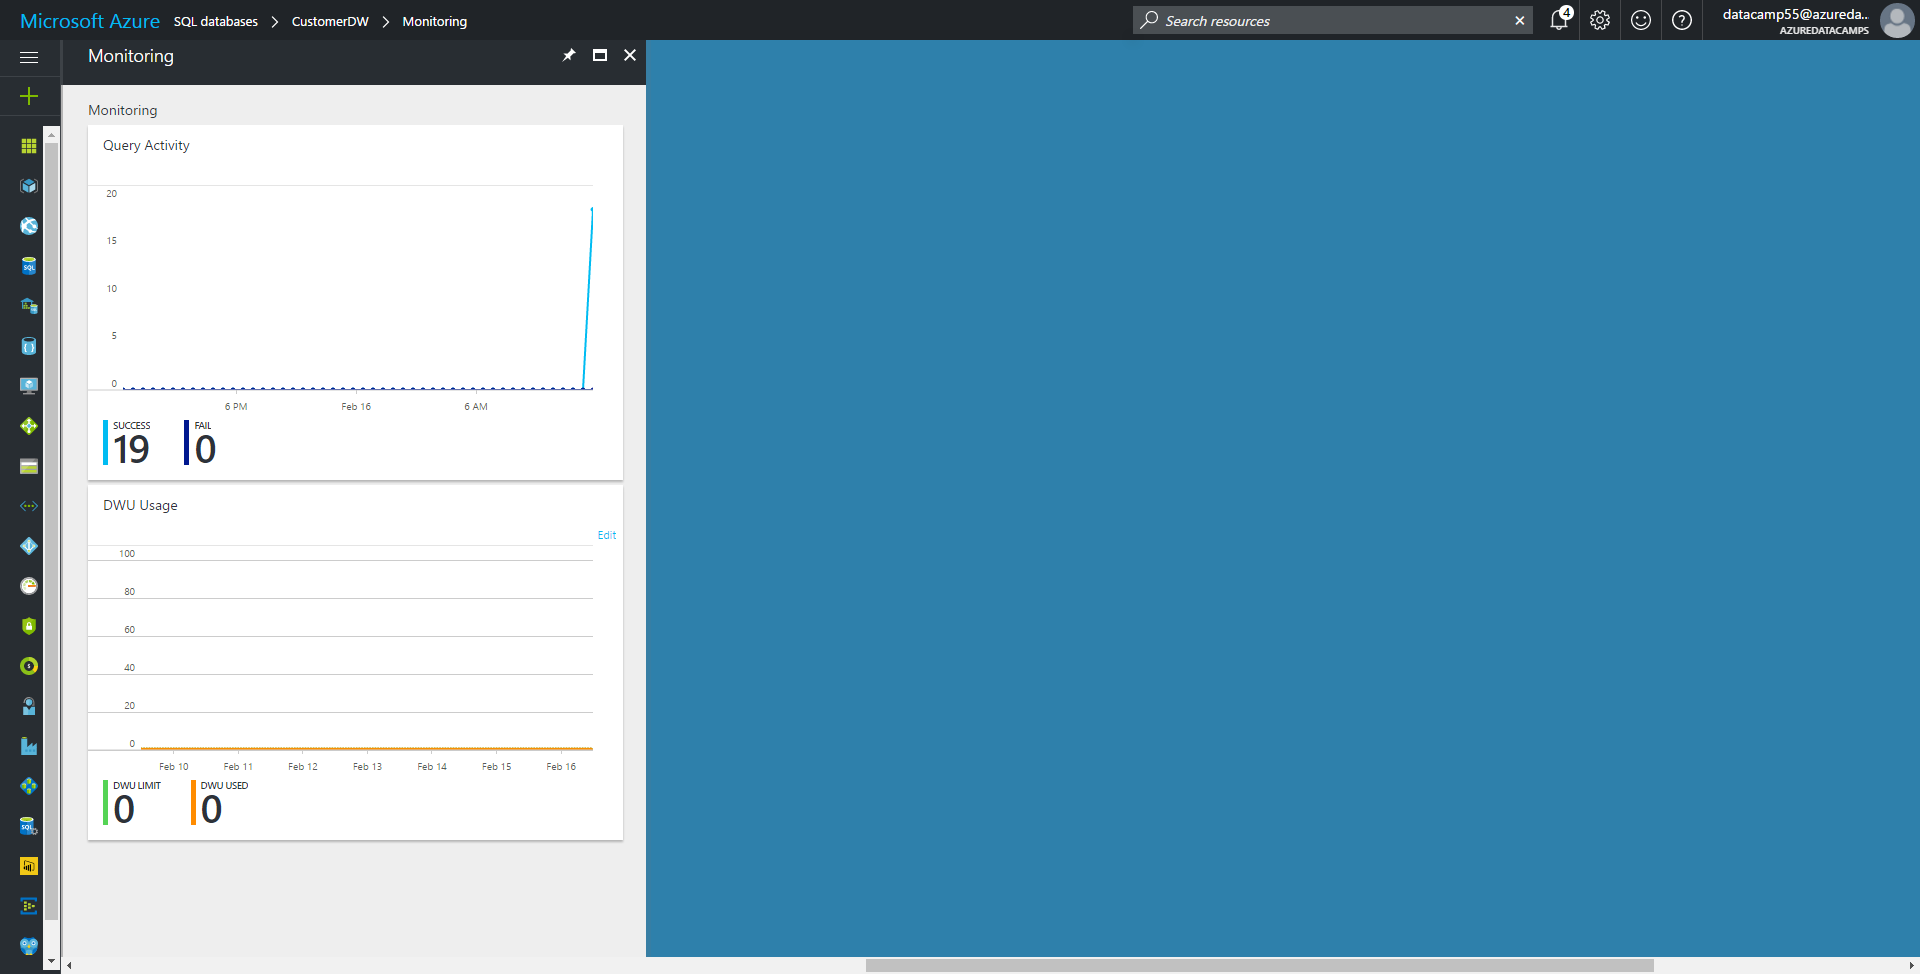 Microsoft Azure SQL databases > CustomerDW > Monitoring
Search resources
4
datacamp55@azureda...
AZUREDATACAMPS
Monitoring
Monitoring
Query Activity
20
15
10
5
0
6 PM Feb 16 6 AM
SUCCESS FAIL
19 0
DWU Usage
Edit
100
80
60
40
20
0
Feb 10 Feb 11 Feb 12 Feb 13 Feb 14 Feb 15 Feb 16
DWU LIMIT DWU USED
0 0
SQL
SQL